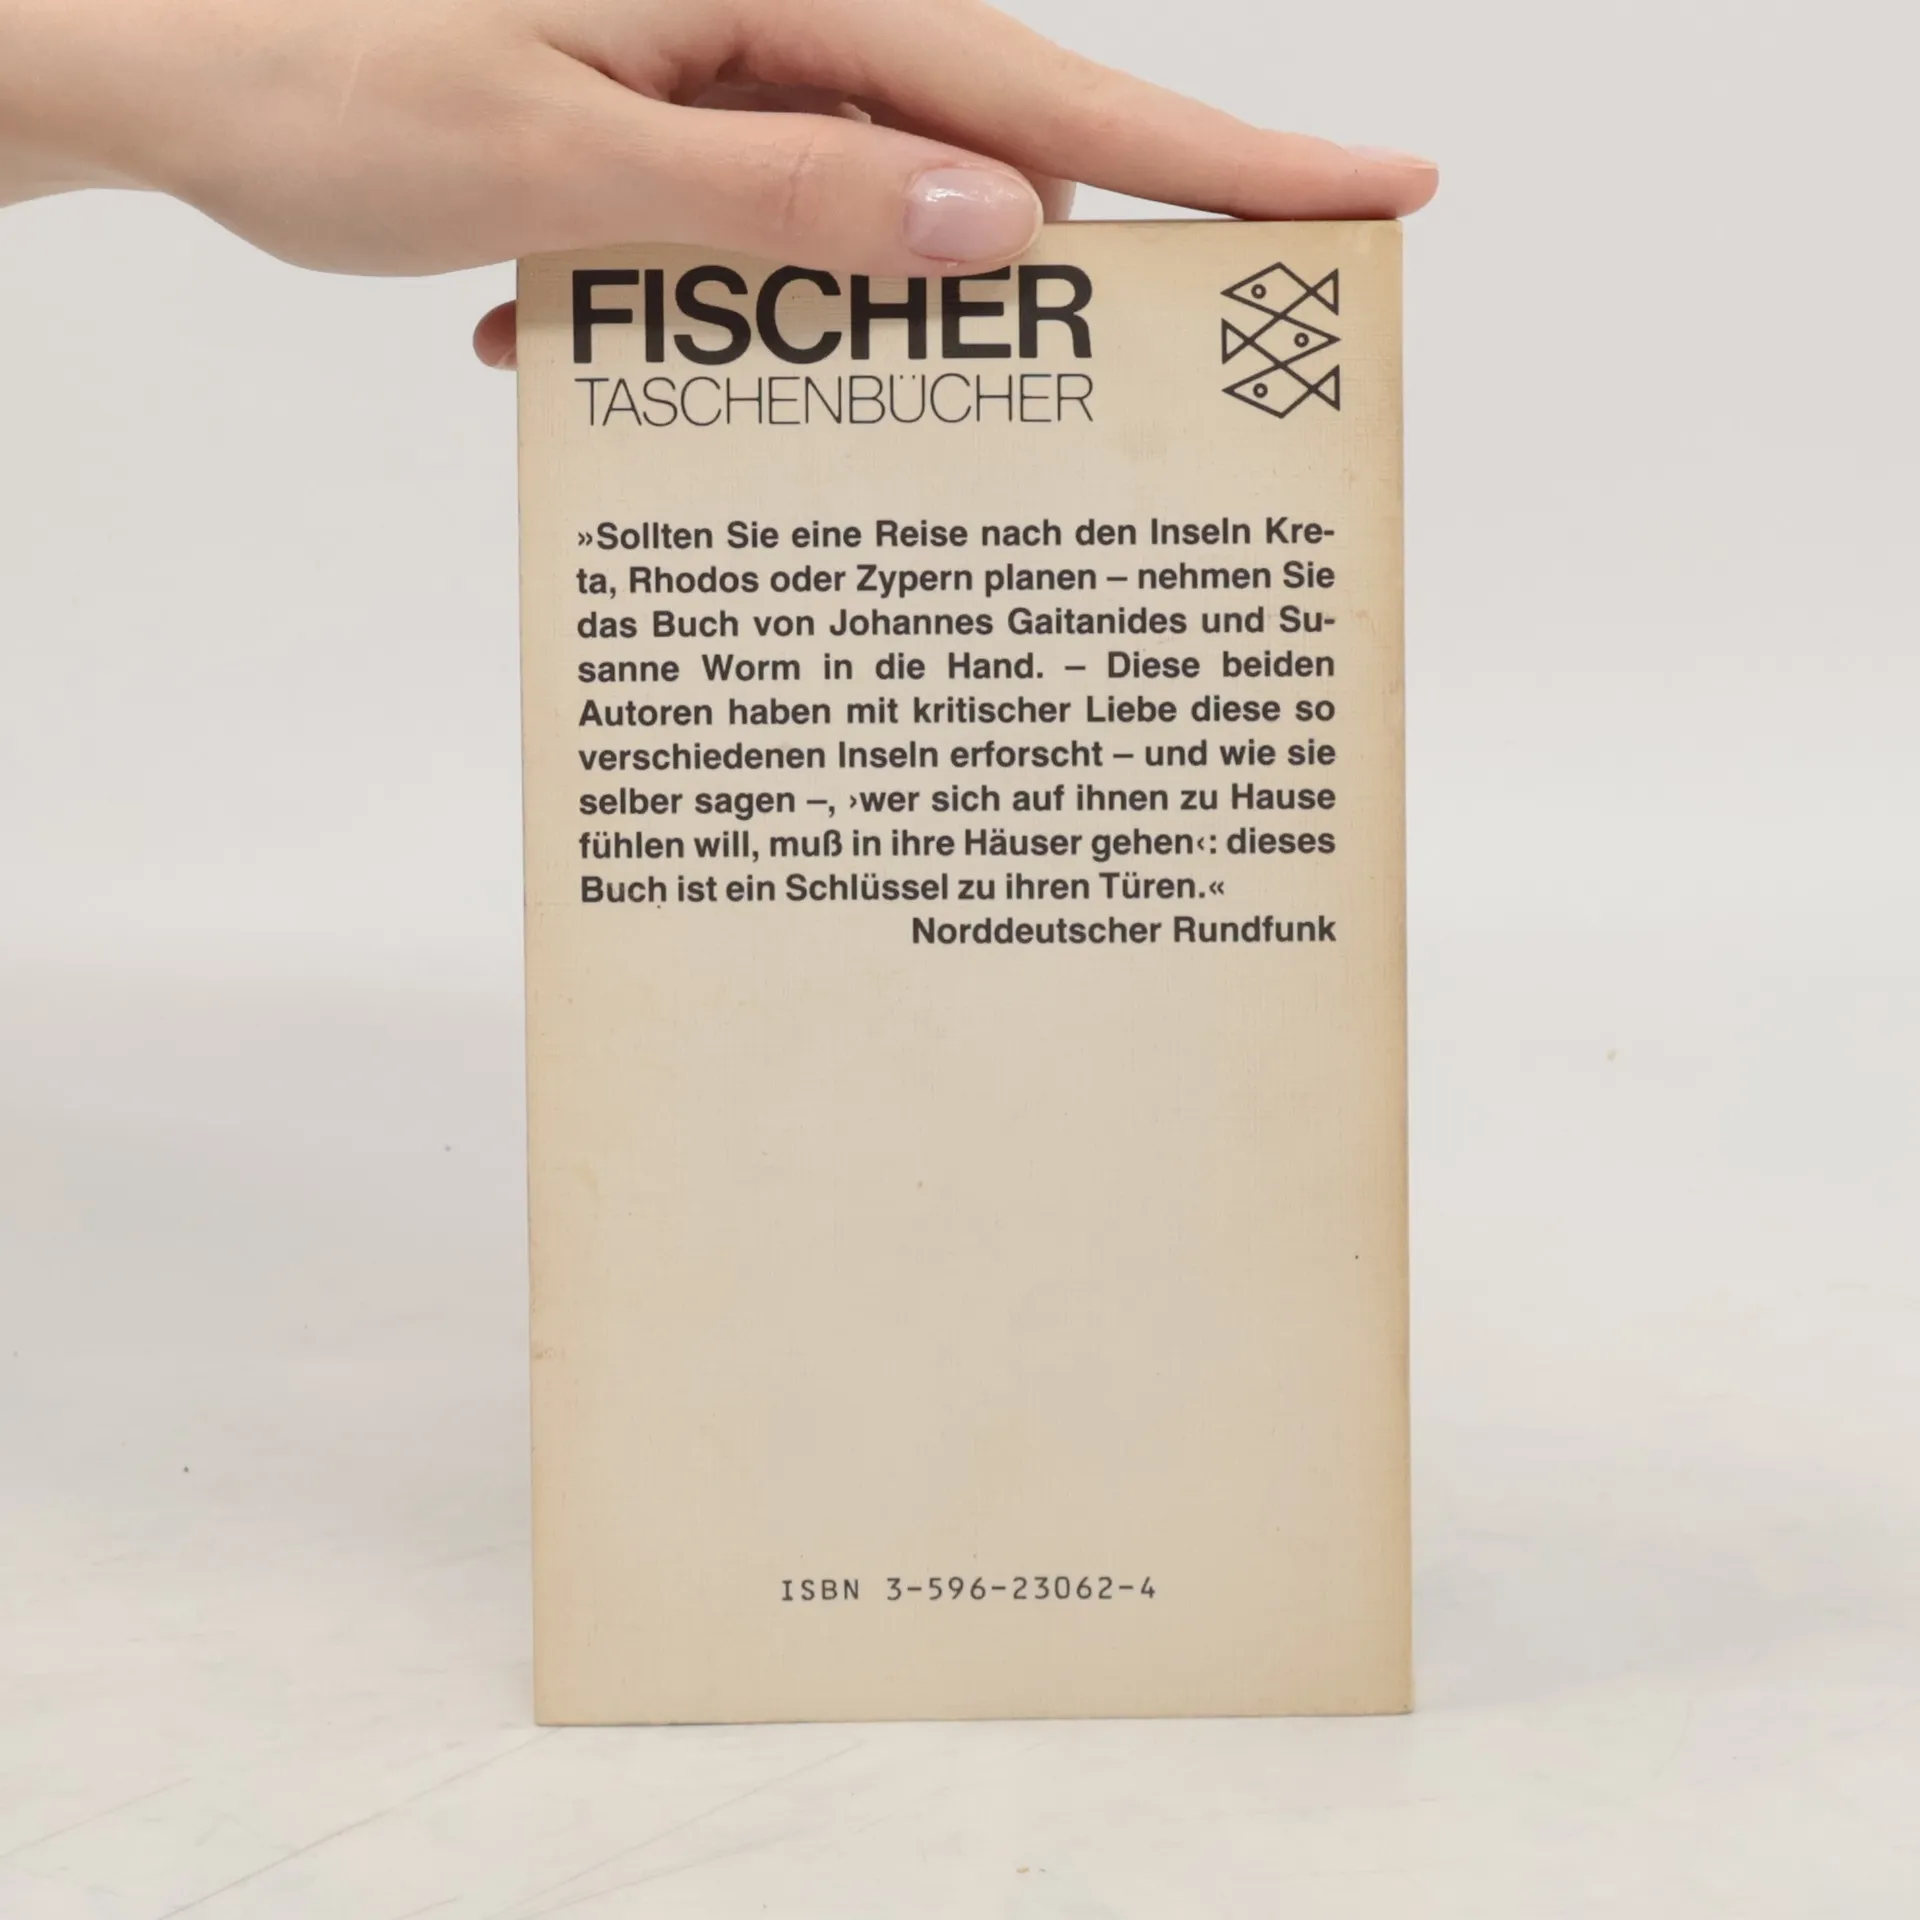 FISCHER
TASCHENBÜCHER
»Sollten Sie eine Reise nach den Inseln Kre-
ta, Rhodos oder Zypern planen – nehmen Sie
das Buch von Johannes Gaitanides und Su-
sanne Worm in die Hand. – Diese beiden
Autoren haben mit kritischer Liebe diese so
verschiedenen Inseln erforscht – und wie sie
selber sagen –, ›wer sich auf ihnen zu Hause
fühlen will, muß in ihre Häuser gehen‹: dieses
Buch ist ein Schlüssel zu ihren Türen.«
Norddeutscher Rundfunk
ISBN 3-596-23062-4